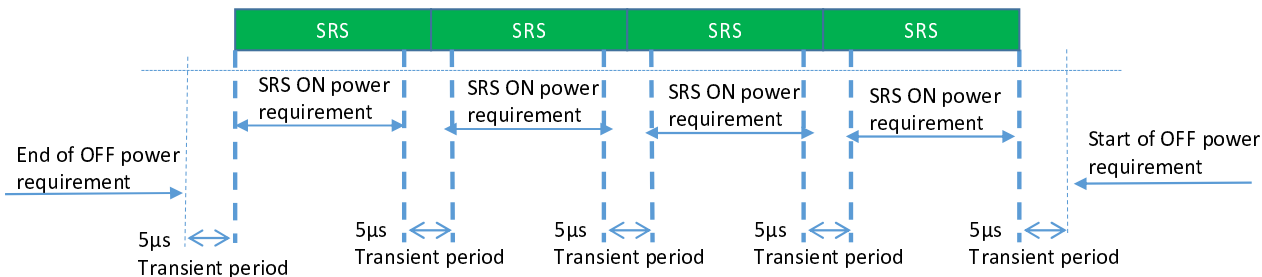 SRS SRS SRS SRS
SRS ON power
requirement
SRS ON power
requirement
SRS ON power
requirement
SRS ON power
requirement
End of OFF power
requirement
Start of OFF power
requirement
5µs
Transient period
5µs
Transient period
5µs
Transient period
5µs
Transient period
5µs
Transient period